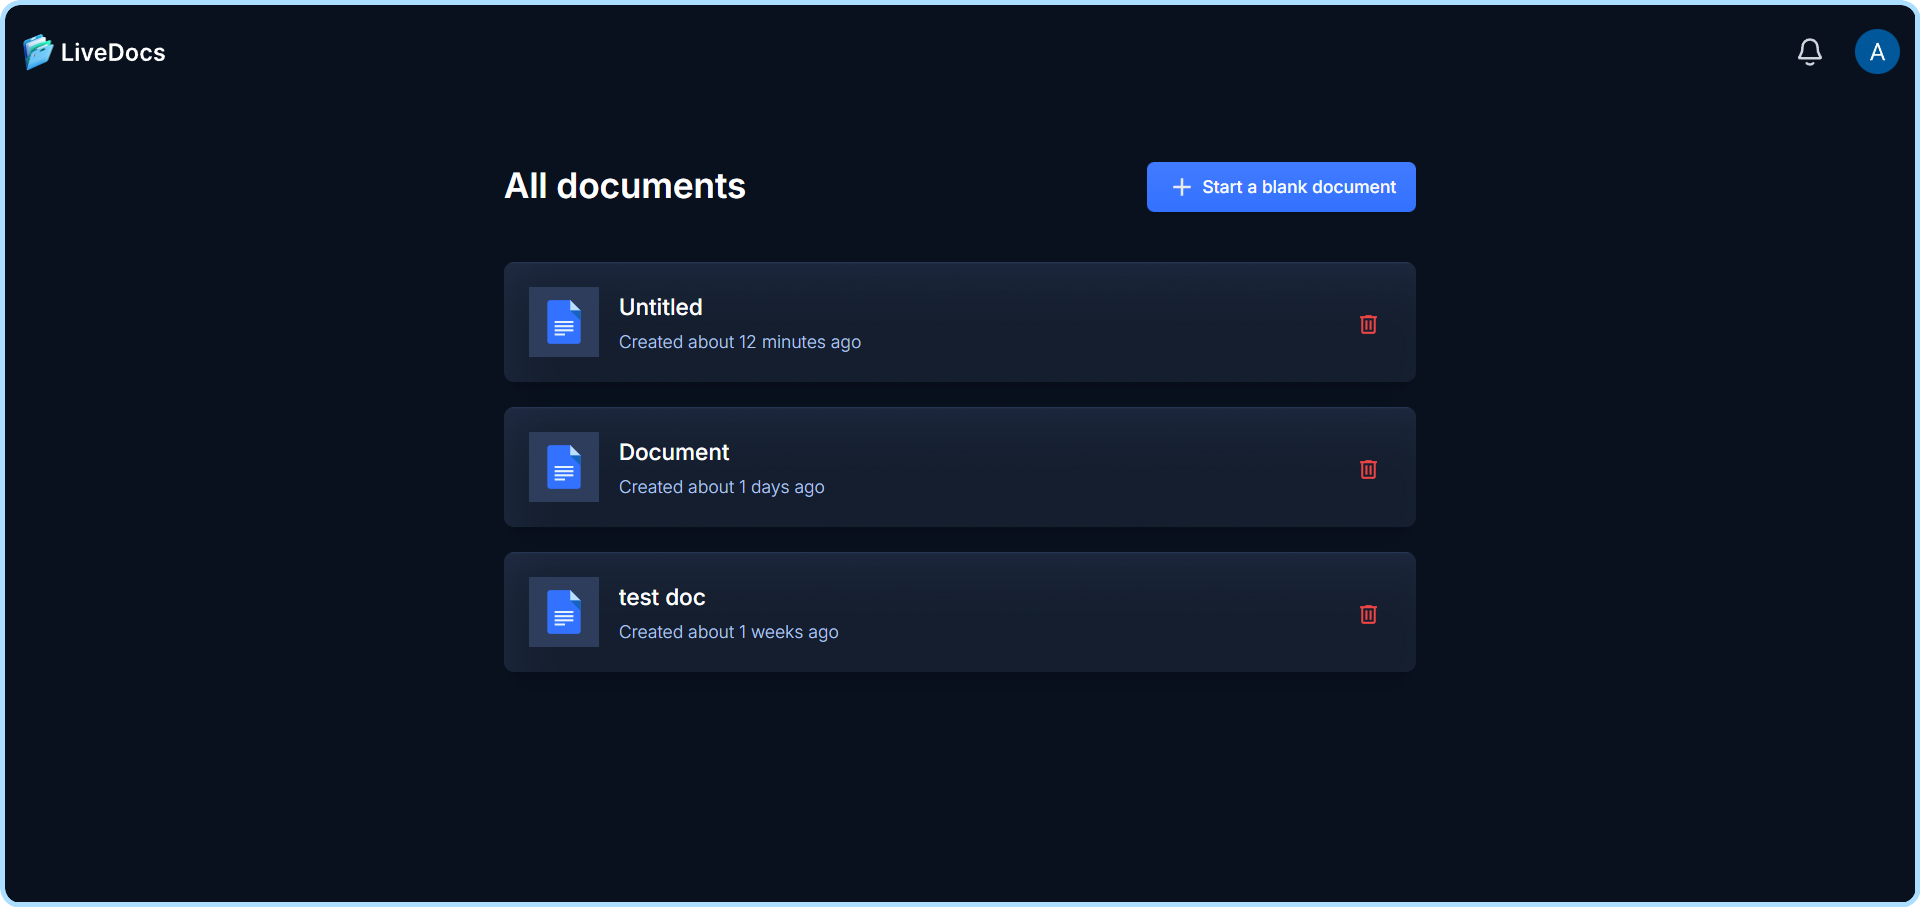 LiveDocs
A
All documents
Start a blank document
Untitled
Created about 12 minutes ago
Document
Created about 1 days ago
test doc
Created about 1 weeks ago